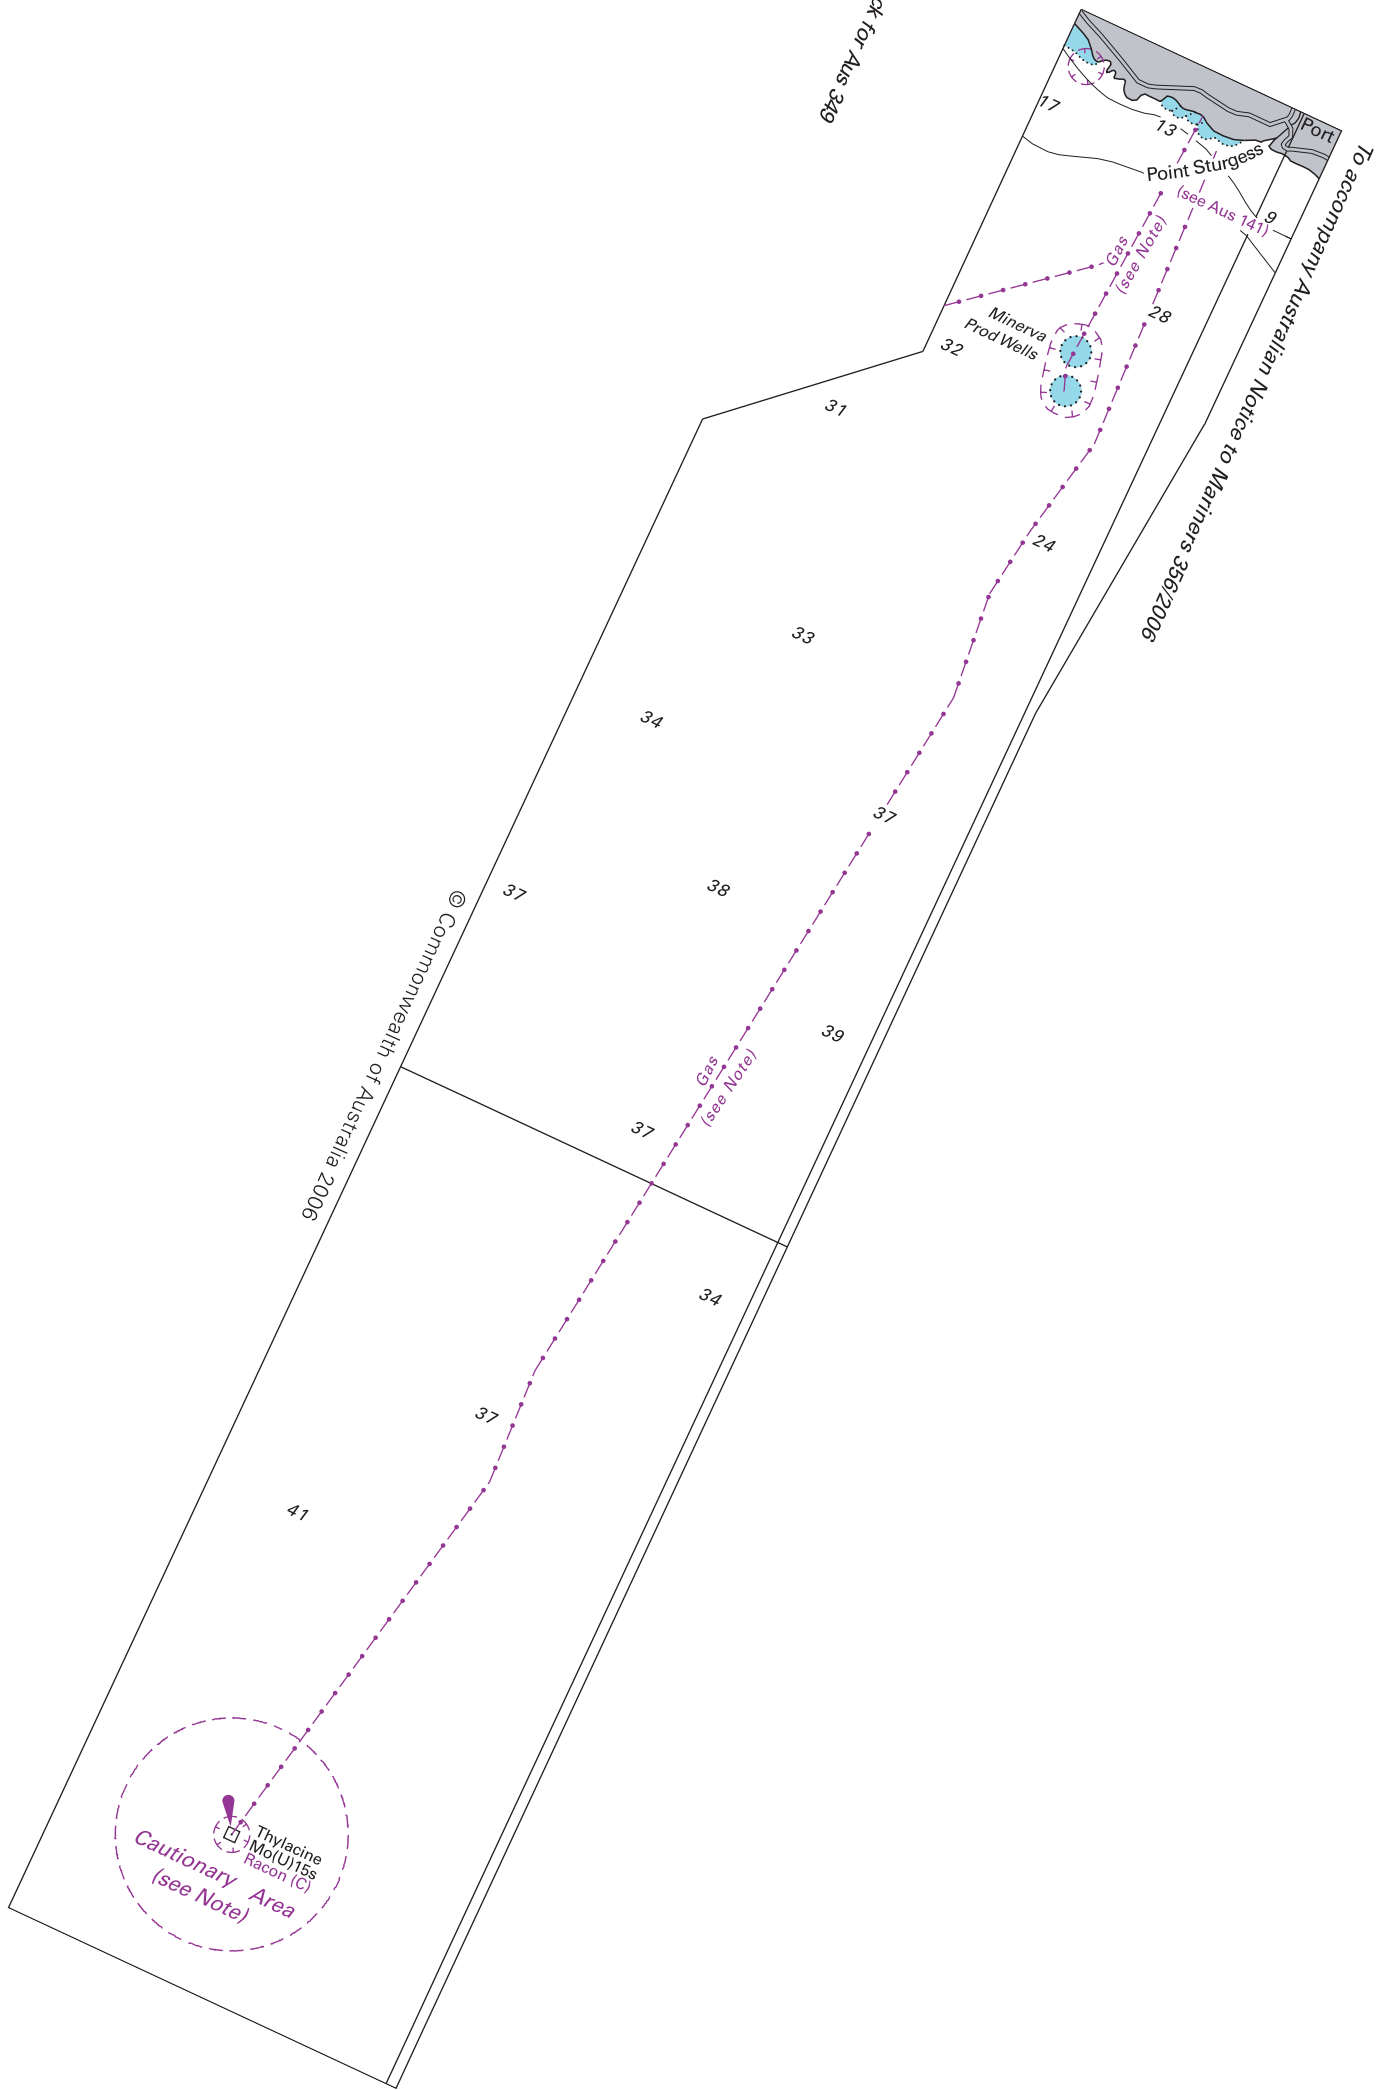 for Aus 349
Port
17
13
Point Sturgess
(see Aus 141)
9
To accompany Australian Notice to Mariners 356/2006
Gas
(see Note)
28
Minerva
Prod Wells
32
31
24
33
34
37
38
37
© Commonwealth of Australia 2006
39
Gas
(see Note)
37
34
37
41
Thylacine
Mo(U)15s
Racon (C)
Cautionary Area
(see Note)